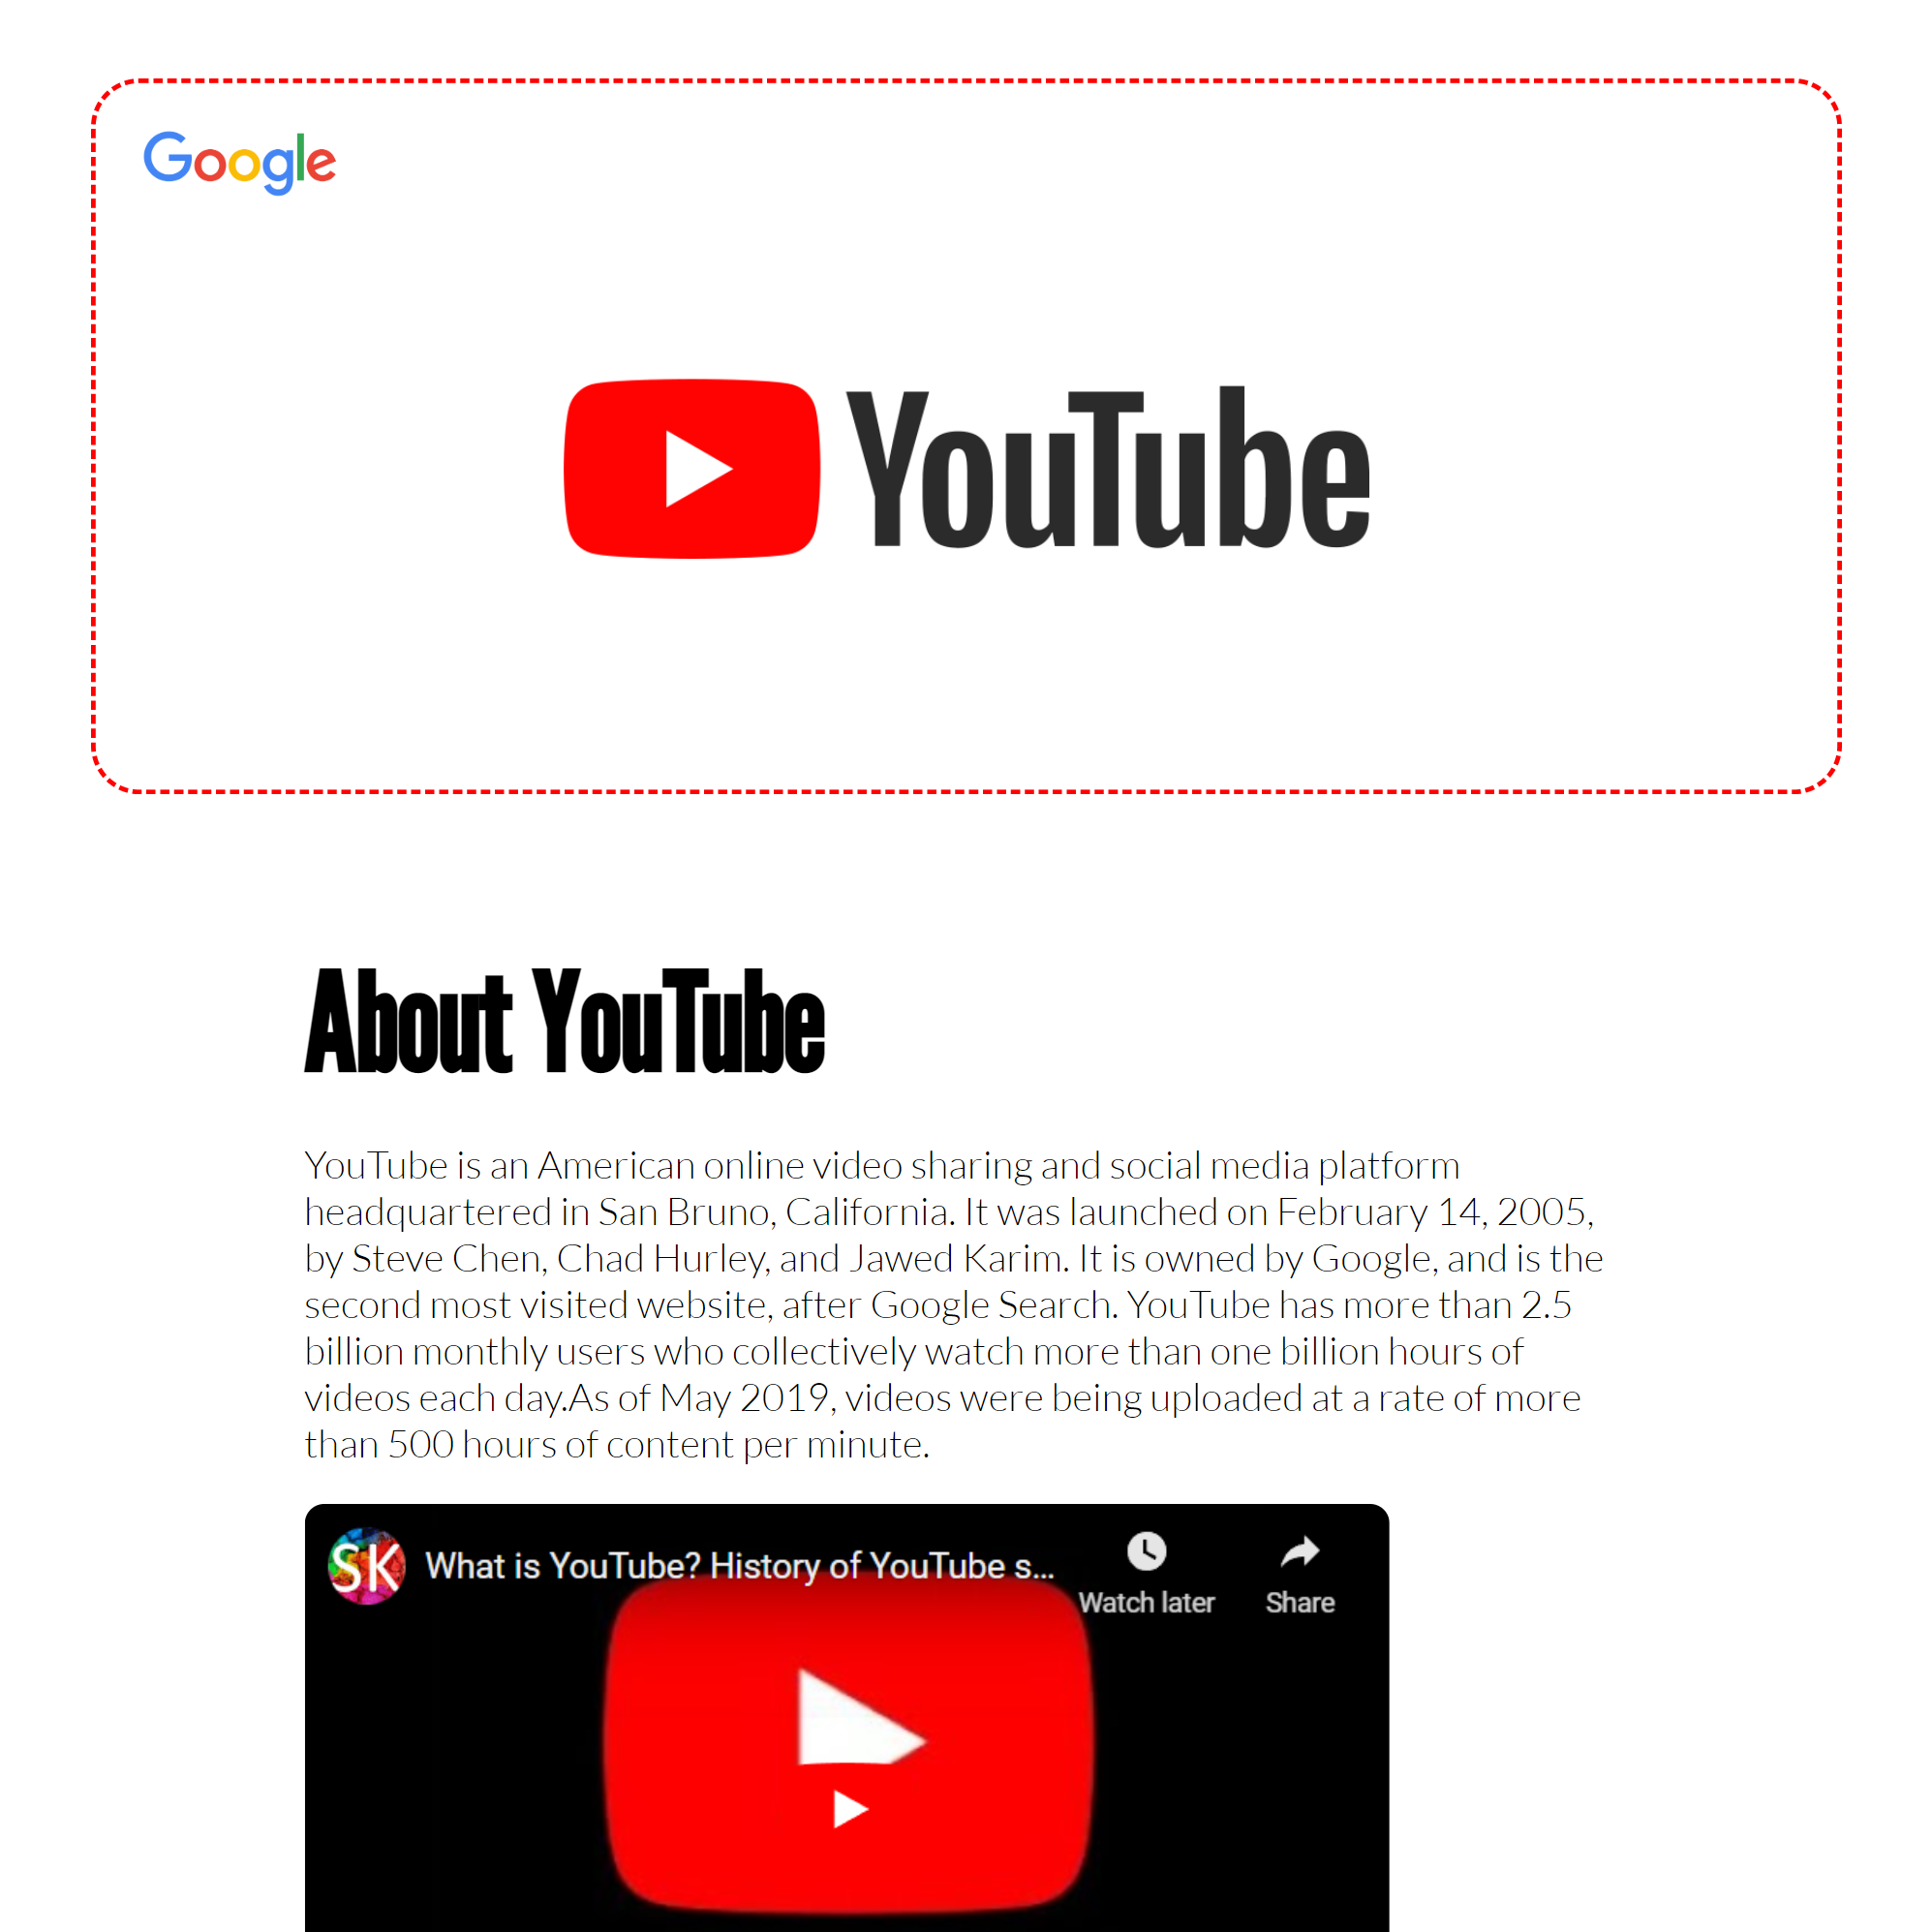 Google
YouTube
About YouTube
YouTube is an American online video sharing and social media platform
headquartered in San Bruno, California. It was launched on February 14, 2005,
by Steve Chen, Chad Hurley, and Jawed Karim. It is owned by Google, and is the
second most visited website, after Google Search. YouTube has more than 2.5
billion monthly users who collectively watch more than one billion hours of
videos each day.As of May 2019, videos were being uploaded at a rate of more
than 500 hours of content per minute.
SK
What is YouTube? History of YouTube s...
Watch later
Share